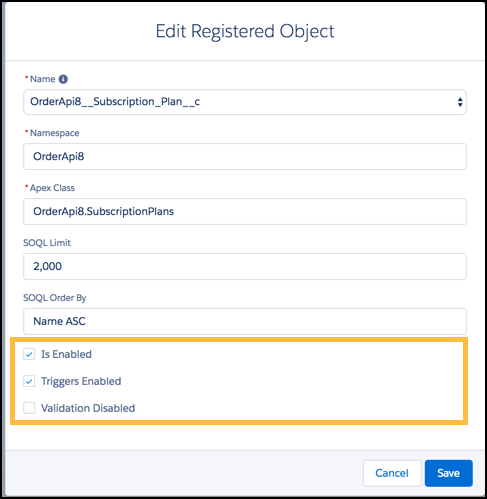 Edit Registered Object
* Name
OrderApi8__Subscription_Plan__c
* Namespace
OrderApi8
* Apex Class
OrderApi8.SubscriptionPlans
SOQL Limit
2,000
SOQL Order By
Name ASC
Is Enabled
Triggers Enabled
Validation Disabled
Cancel Save